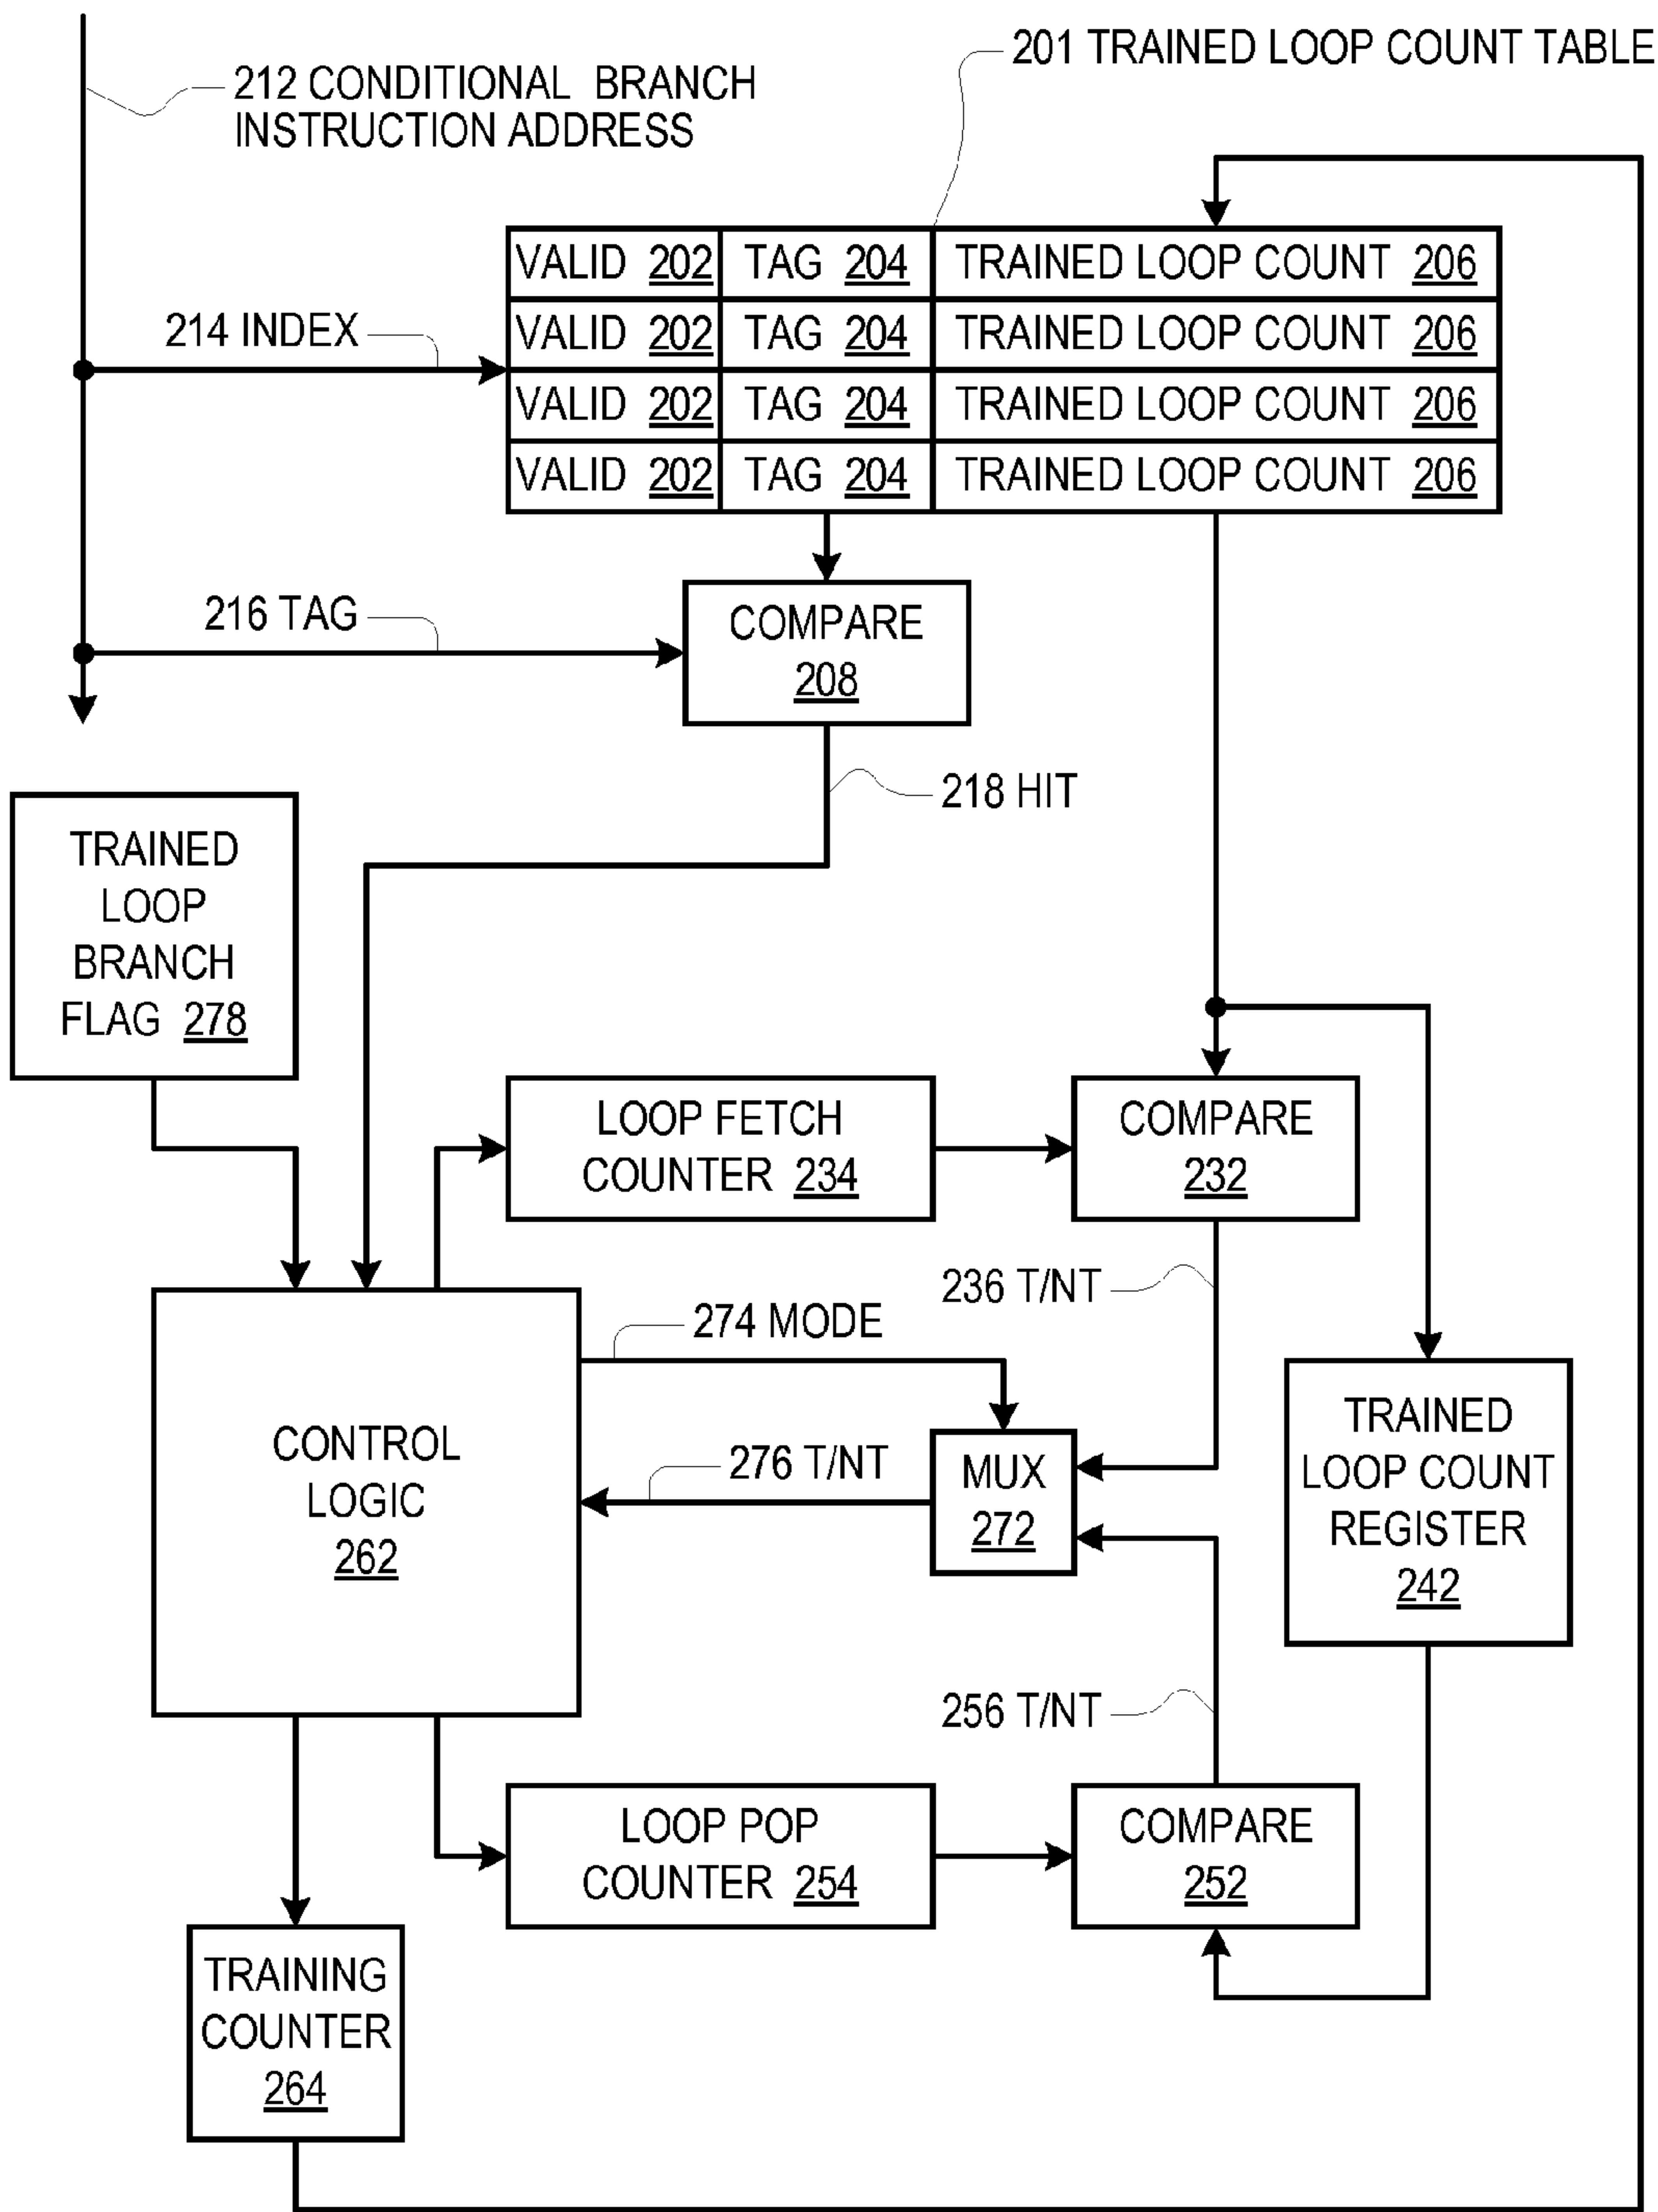 201 TRAINED LOOP COUNT TABLE
212 CONDITIONAL BRANCH
INSTRUCTION ADDRESS
VALID 202 TAG 204 TRAINED LOOP COUNT 206
214 INDEX
VALID 202 TAG 204 TRAINED LOOP COUNT 206
VALID 202 TAG 204 TRAINED LOOP COUNT 206
VALID 202 TAG 204 TRAINED LOOP COUNT 206
216 TAG
COMPARE
208
218 HIT
TRAINED
LOOP
BRANCH
FLAG 278
LOOP FETCH
COUNTER 234
COMPARE
232
236 T/NT
274 MODE
CONTROL
LOGIC
262
276 T/NT
MUX
272
TRAINED
LOOP COUNT
REGISTER
242
256 T/NT
LOOP POP
COUNTER 254
COMPARE
252
TRAINING
COUNTER
264